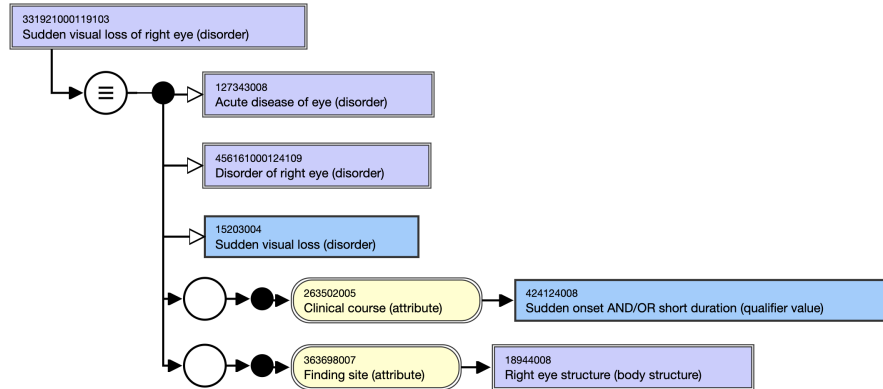 331921000119103
Sudden visual loss of right eye (disorder)
127343008
Acute disease of eye (disorder)
456161000124109
Disorder of right eye (disorder)
15203004
Sudden visual loss (disorder)
263502005
Clinical course (attribute)
424124008
Sudden onset AND/OR short duration (qualifier value)
363698007
Finding site (attribute)
18944008
Right eye structure (body structure)